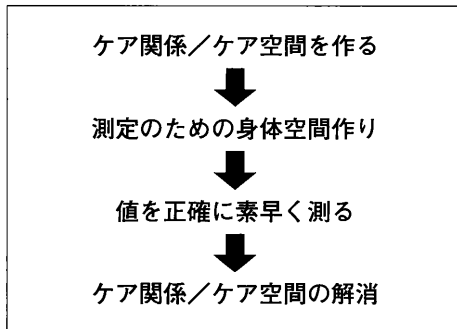 ケア関係／ケア空間を作る
測定のための身体空間作り
値を正確に素早く測る
ケア関係／ケア空間の解消